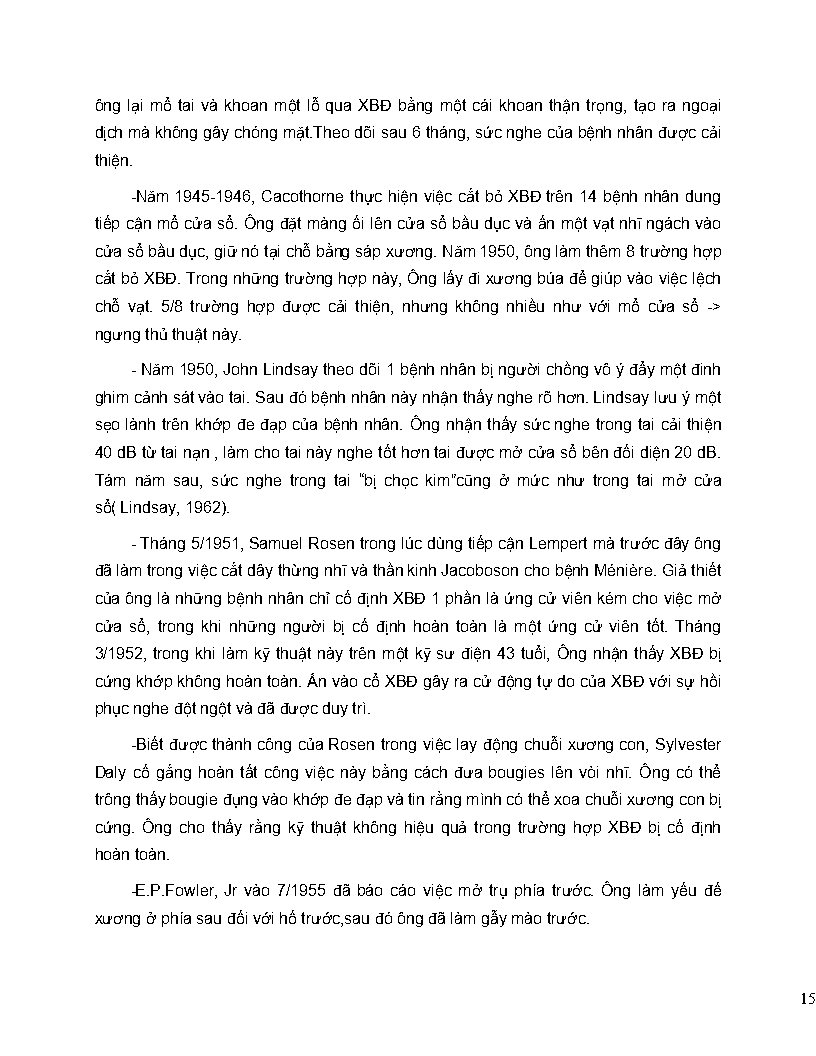 ông lại mổ tai và khoan một lỗ qua XBĐ bằng một cái khoan thận trọng, tạo ra ngoại
dịch mà không gây chóng mặt.Theo dõi sau 6 tháng, sức nghe của bệnh nhân được cải
thiện.
-Năm 1945-1946, Cacothorne thực hiện việc cắt bỏ XBĐ trên 14 bệnh nhân dung
tiếp cận mổ cửa sổ. Ông đặt màng ối lên cửa sổ bầu dục và ấn một vạt nhĩ ngách vào
cửa sổ bầu dục, giữ nó tại chỗ bằng sáp xương. Năm 1950, ông làm thêm 8 trường hợp
cắt bỏ XBĐ. Trong những trường hợp này, Ông lấy đi xương búa để giúp vào việc lệch
chỗ vạt. 5/8 trường hợp được cải thiện, nhưng không nhiều như với mổ cửa sổ ->
ngưng thủ thuật này.
- Năm 1950, John Lindsay theo dõi 1 bệnh nhân bị người chồng vô ý đẩy một đinh
ghim cảnh sát vào tai. Sau đó bệnh nhân này nhận thấy nghe rõ hơn. Lindsay lưu ý một
sẹo lành trên khớp đe đạp của bệnh nhân. Ông nhận thấy sức nghe trong tai cải thiện
40 dB từ tai nạn , làm cho tai này nghe tốt hơn tai được mở cửa sổ bên đối diện 20 dB.
Tám năm sau, sức nghe trong tai “bị chọc kim”cũng ở mức như trong tai mở cửa
sổ( Lindsay, 1962).
- Tháng 5/1951, Samuel Rosen trong lúc dùng tiếp cận Lempert mà trước đây ông
đã làm trong việc cắt dây thừng nhĩ và thần kinh Jacoboson cho bệnh Ménière. Giả thiết
của ông là những bệnh nhân chỉ cố định XBĐ 1 phần là ứng cử viên kém cho việc mở
cửa sổ, trong khi những người bị cố định hoàn toàn là một ứng cử viên tốt. Tháng
3/1952, trong khi làm kỹ thuật này trên một kỹ sư điện 43 tuổi, Ông nhận thấy XBĐ bị
cứng khớp không hoàn toàn. Ấn vào cổ XBĐ gây ra cử động tự do của XBĐ với sự hồi
phục nghe đột ngột và đã được duy trì.
-Biết được thành công của Rosen trong việc lay động chuỗi xương con, Sylvester
Daly cố gắng hoàn tất công việc này bằng cách đưa bougies lên vòi nhĩ. Ông có thể
trông thấy bougie đụng vào khớp đe đạp và tin rằng mình có thể xoa chuỗi xương con bị
cứng. Ông cho thấy rằng kỹ thuật không hiệu quả trong trường hợp XBĐ bị cố định
hoàn toàn.
-E.P.Fowler, Jr vào 7/1955 đã báo cáo việc mở trụ phía trước. Ông làm yếu đế
xương ở phía sau đối với hố trước,sau đó ông đã làm gẫy mào trước.
15